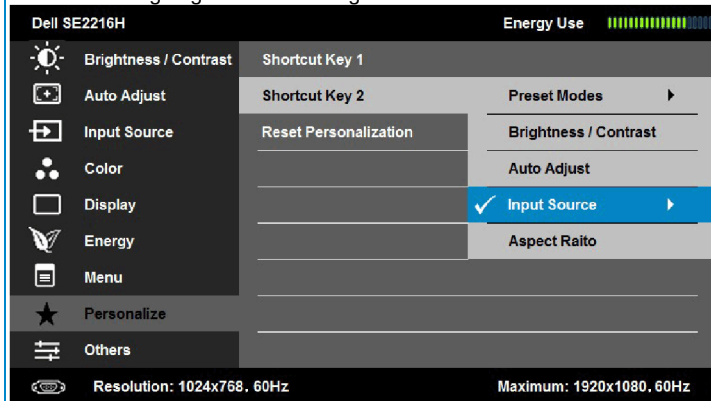 Dell SE2216H Energy Use
Brightness / Contrast Shortcut Key 1
Auto Adjust Shortcut Key 2 Preset Modes
Input Source Reset Personalization Brightness / Contrast
Color Auto Adjust
Display Input Source
Energy Aspect Raito
Menu
Personalize
Others
Resolution: 1024x768, 60Hz Maximum: 1920x1080, 60Hz